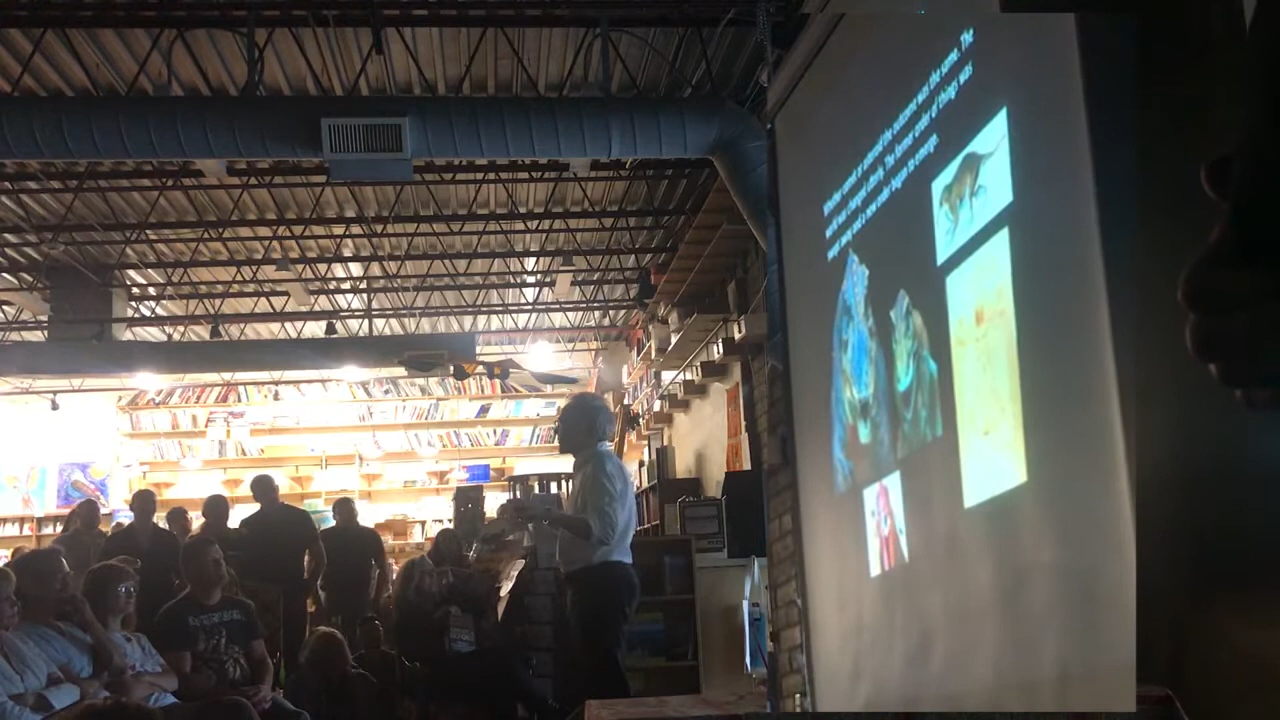 Whether comet or asteroid the outcome was the same. The
world was changed utterly. The former order of things was
swept away and a new order began to emerge.